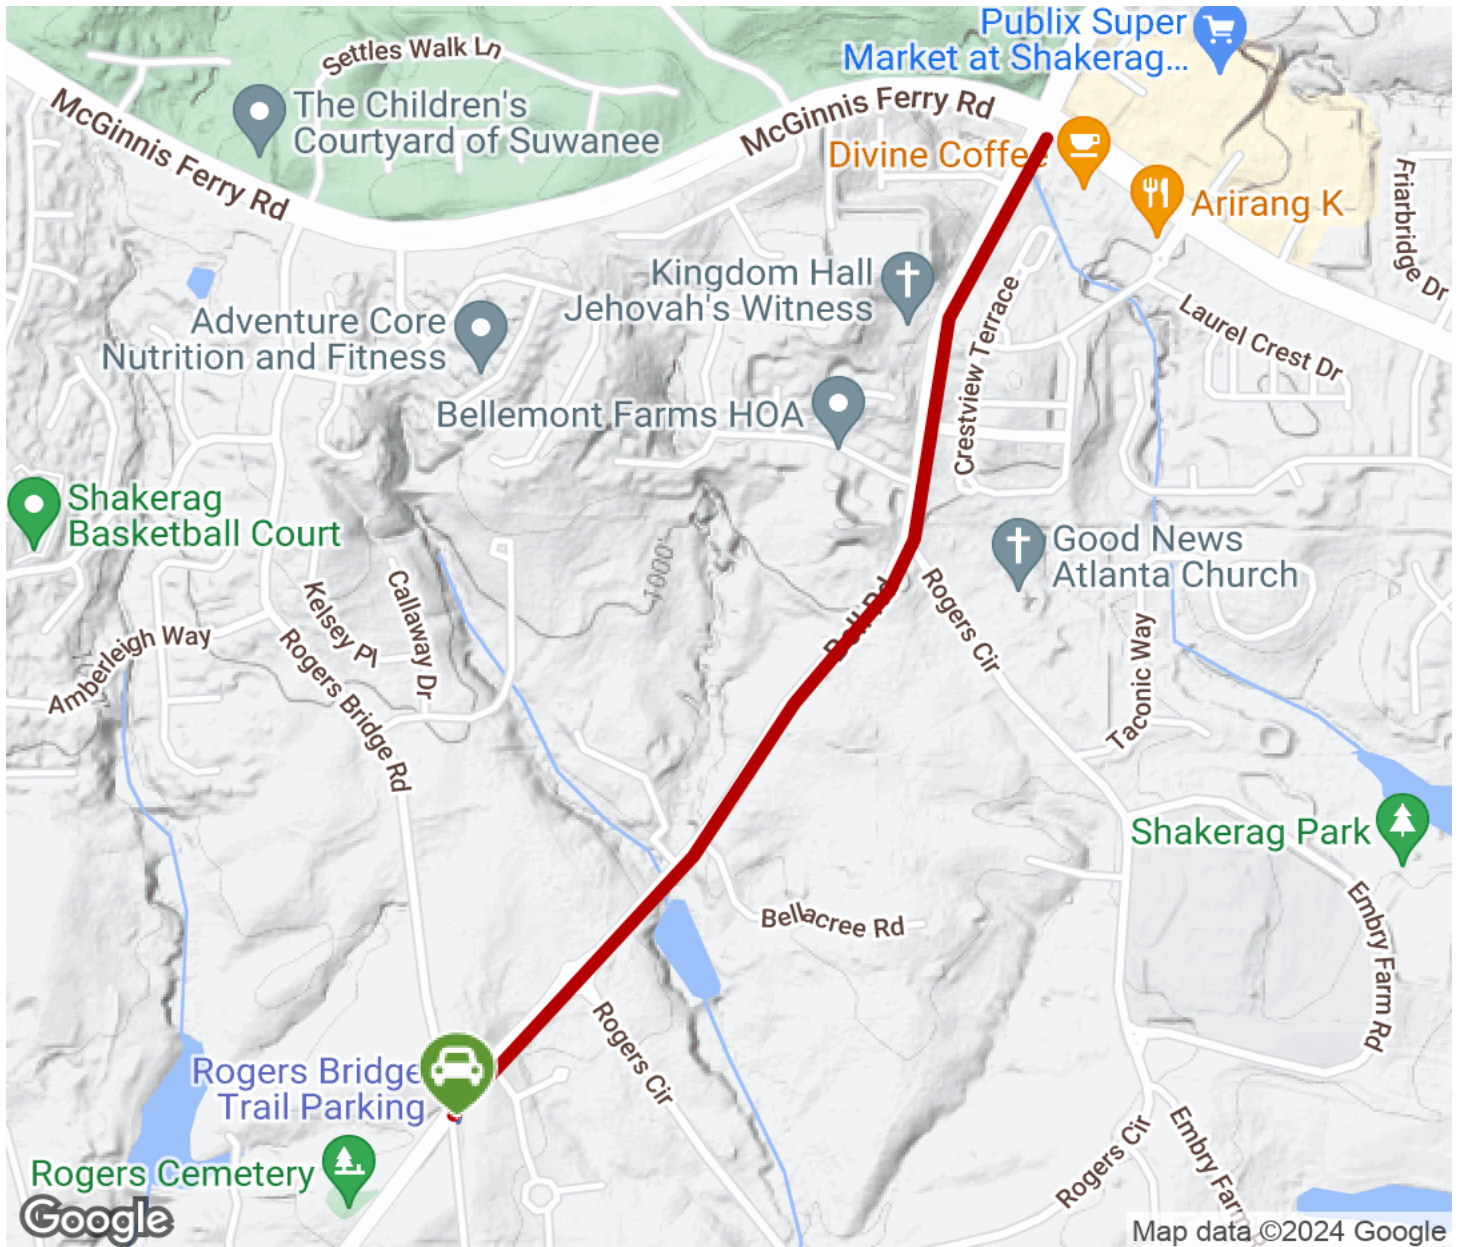 Publix Super
Market at Shakerag...
Settles Walk Ln
The Children's
Courtyard of Suwanee
McGinnis Ferry Rd
McGinnis Ferry Rd
Divine Coffee
Arirang K
Friarbridge Dr
Kingdom Hall
Jehovah's Witness
Adventure Core
Nutrition and Fitness
Crestview Terrace
Laurel Crest Dr
Bellemont Farms HOA
Shakerag
Basketball Court
Good News
Atlanta Church
1000'
Kelsey Pl
Callaway Dr
Rogers Cir
Amberleigh Way
Rogers Bridge Rd
Taconic Way
Shakerag Park
Bellacree Rd
Embry Farm Rd
Rogers Bridge
Trail Parking
Rogers Cir
Rogers Cemetery
Rogers Cir
Google
Map data ©2024 Google